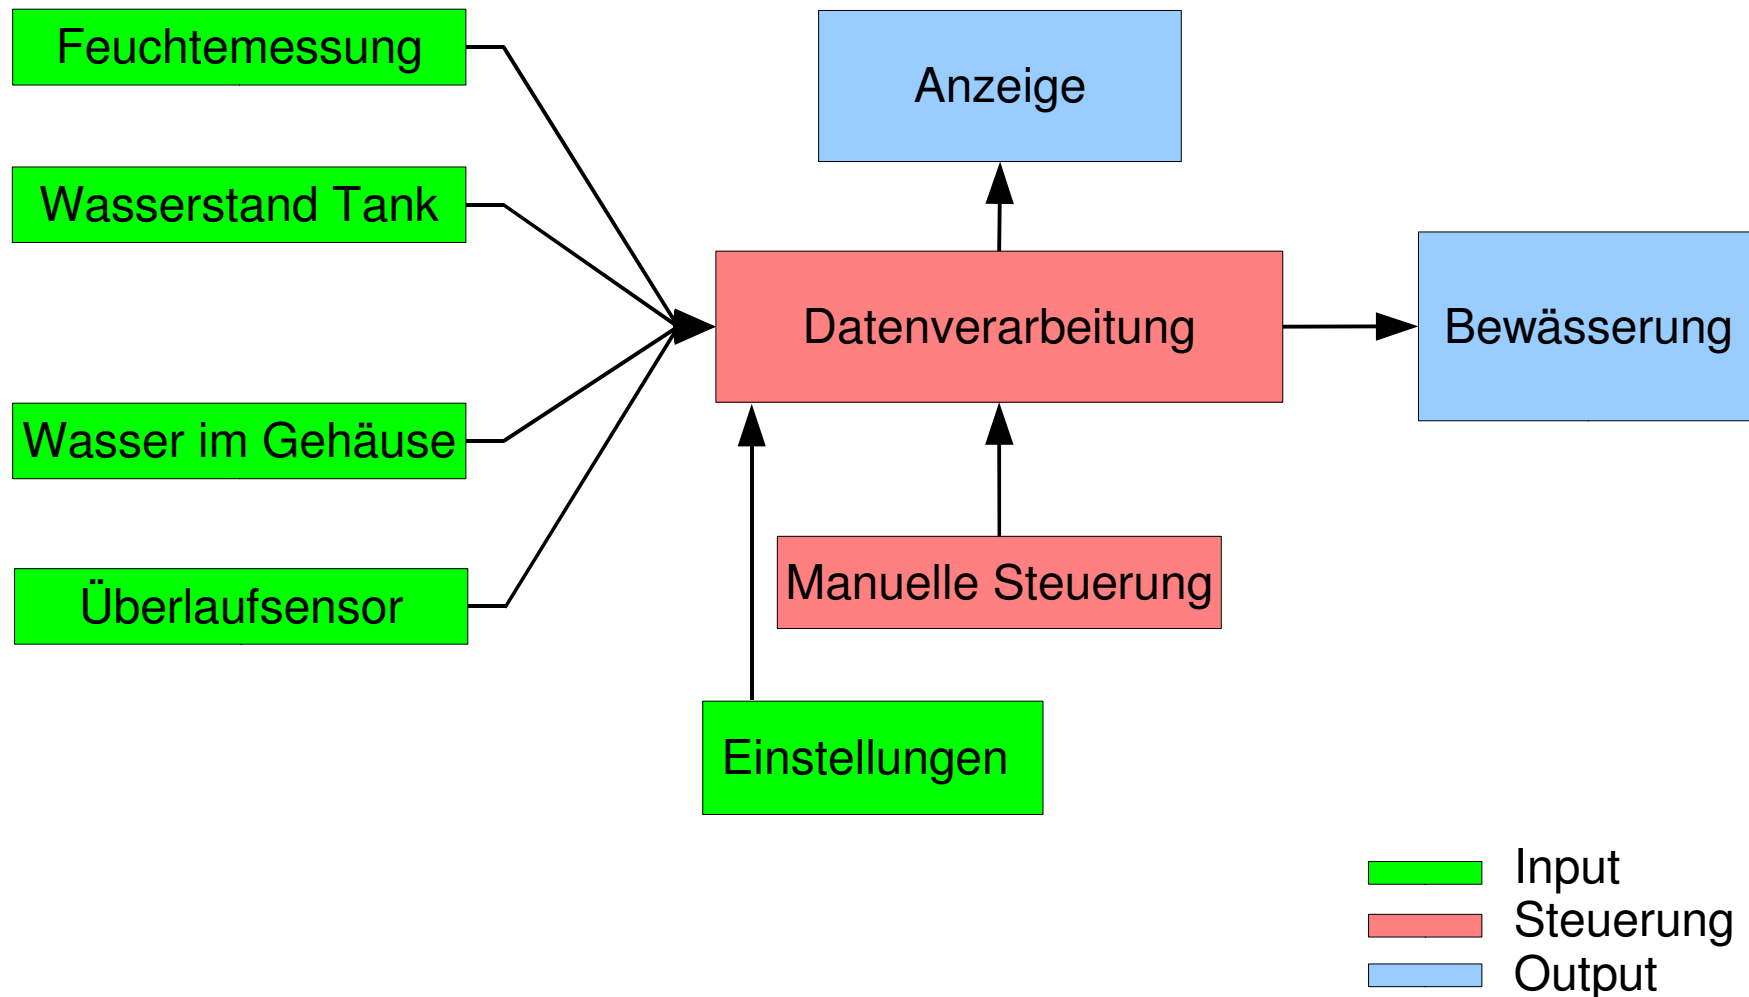 Feuchtemessung
Anzeige
Wasserstand Tank
Datenverarbeitung
Bewässerung
Wasser im Gehäuse
Manuelle Steuerung
Überlaufsensor
Einstellungen
Input
Steuerung
Output